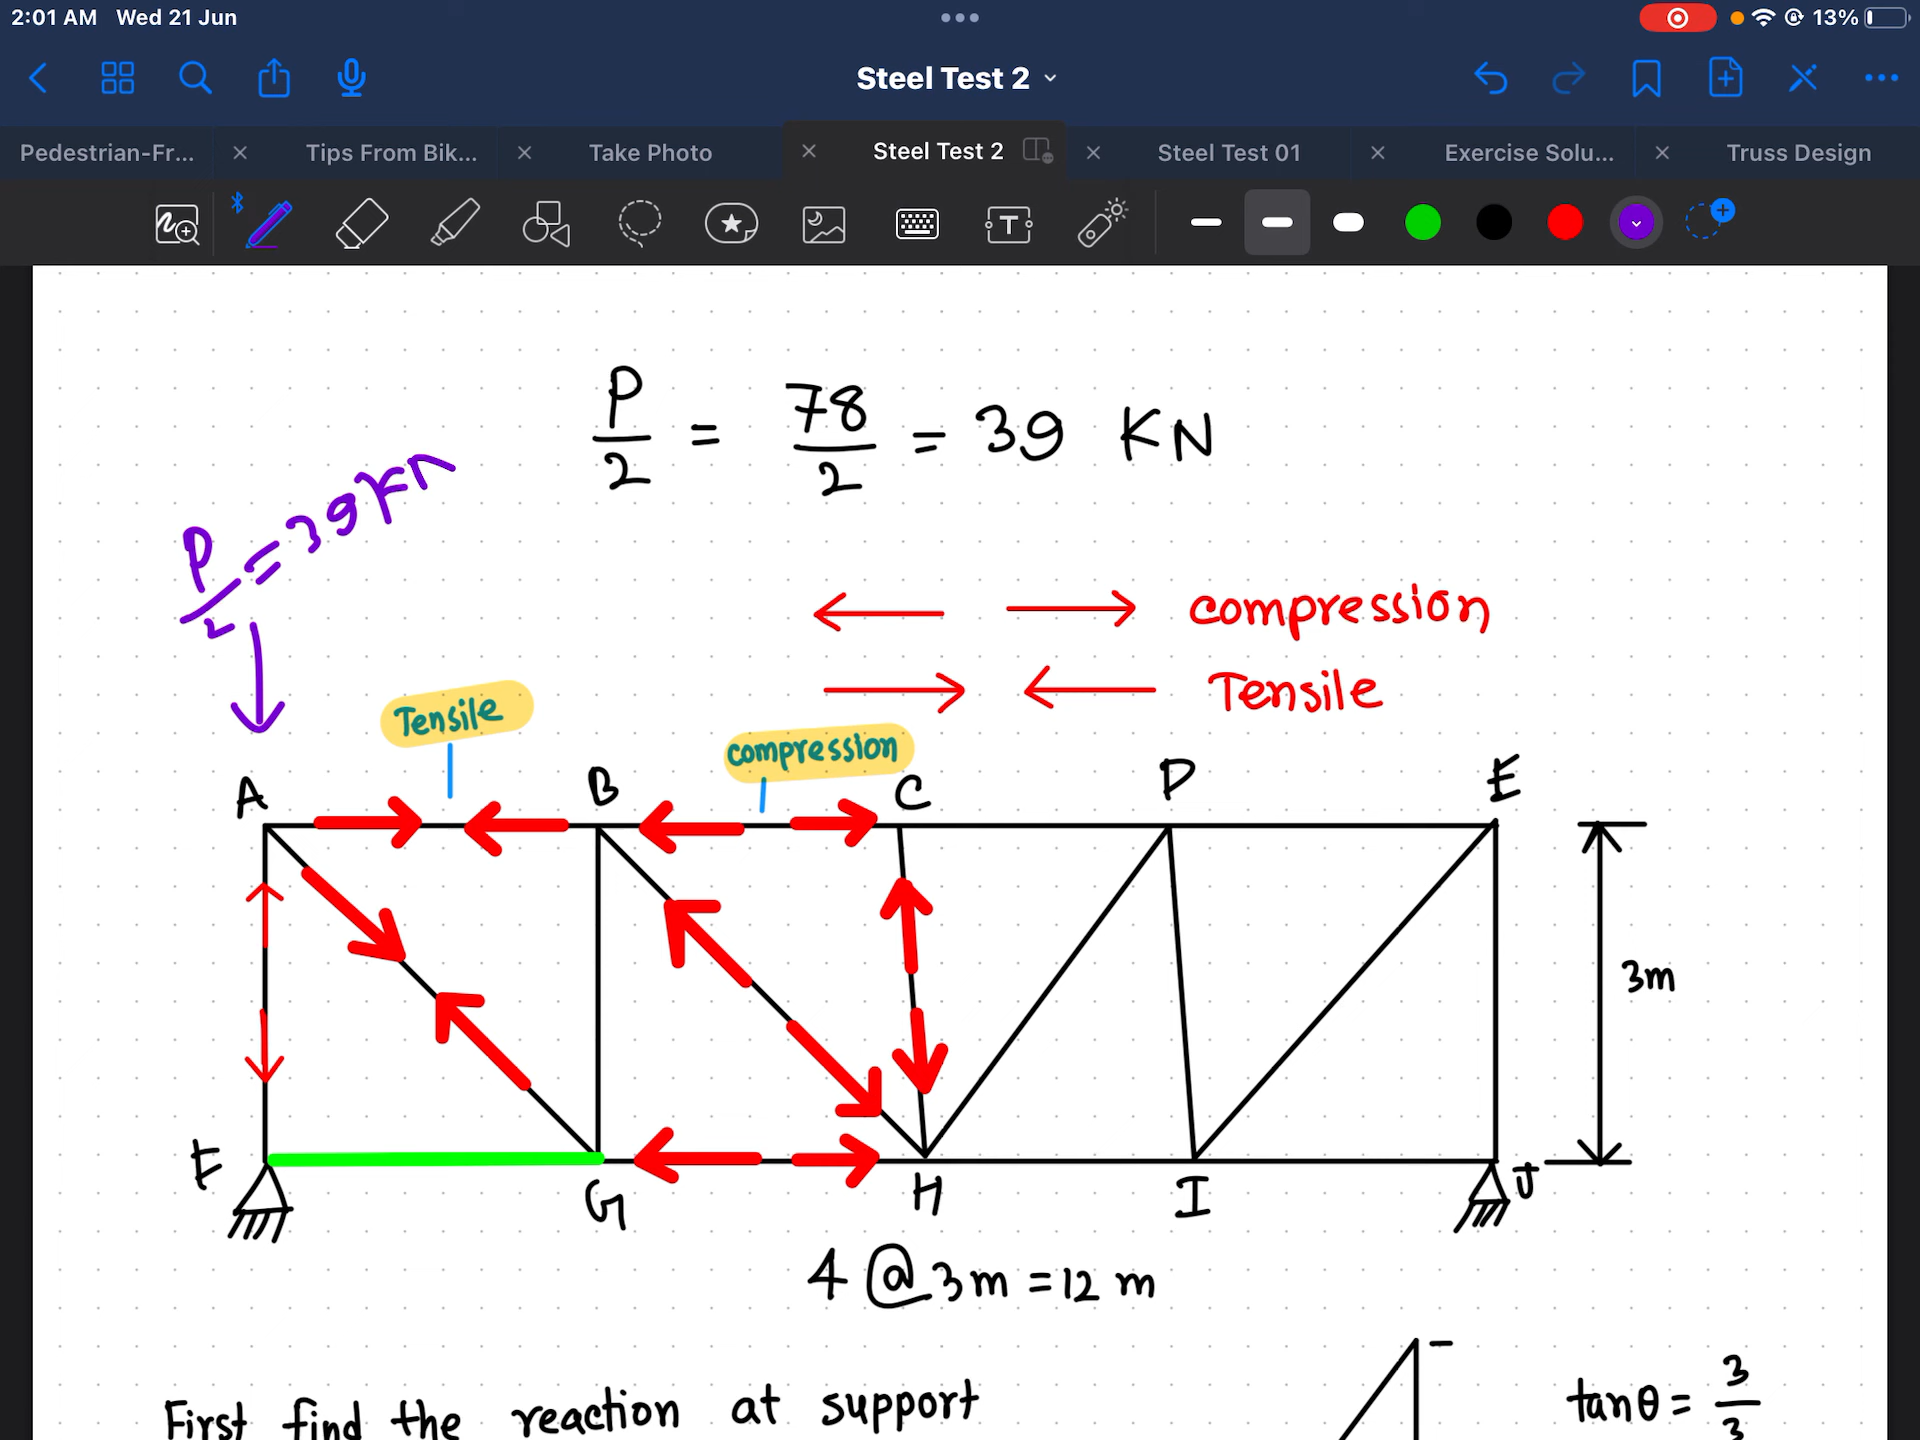 2:01 AM Wed 21 Jun
13%
Steel Test 2
Pedestrian-Fr...
Tips From Bik...
Take Photo
Steel Test 2
Steel Test 01
Exercise Solu...
Truss Design
T
P/2 = 78/2 = 39 KN
P/2 = 39 KN
compression
Tensile
Tensile
compression
A B C D E
3m
E G H I J
4 @ 3m = 12 m
First find the reaction at support
tanθ = 3/3